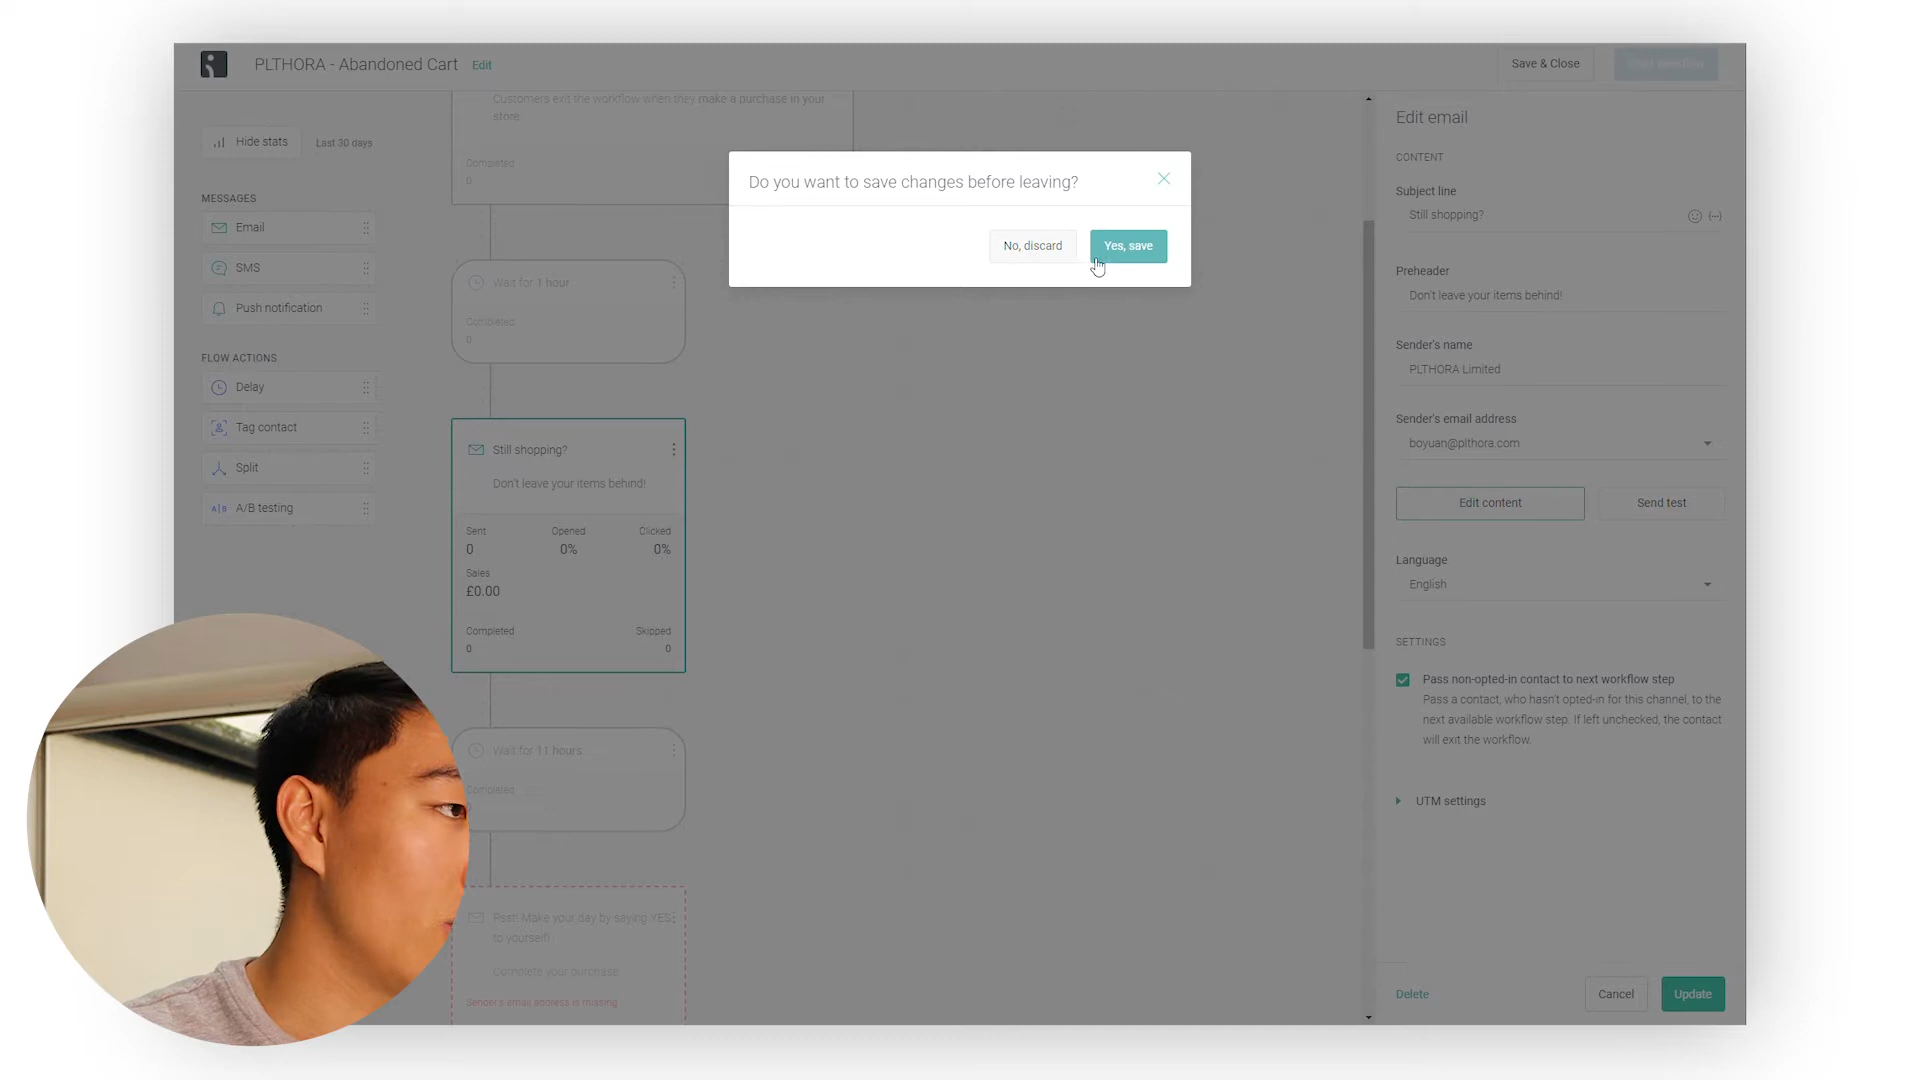 PLTHORA - Abandoned Cart
Edit
Save & Close
Hide stats
Last 30 days
MESSAGES
Email
SMS
Push notification
FLOW ACTIONS
Delay
Tag contact
Split
A/B testing
Customers exit the workflow when they make a purchase in your
store.
Completed
0
Wait for 1 hour
Completed
0
Still shopping?
Don't leave your items behind!
Sent
Opened
Clicked
0
0%
0%
Sales
£0.00
Completed
Skipped
0
0
Wait for 11 hours
Completed
Psst! Make your day by saying YES
to yourself!
Complete your purchase
Sender's email address is missing
Do you want to save changes before leaving?
No, discard
Yes, save
Edit email
CONTENT
Subject line
Still shopping?
Preheader
Don't leave your items behind!
Sender's name
PLTHORA Limited
Sender's email address
boyuan@plthora.com
Edit content
Send test
Language
English
SETTINGS
Pass non-opted-in contact to next workflow step
Pass a contact, who hasn't opted-in for this channel, to the
next available workflow step. If left unchecked, the contact
will exit the workflow.
UTM settings
Delete
Cancel
Update